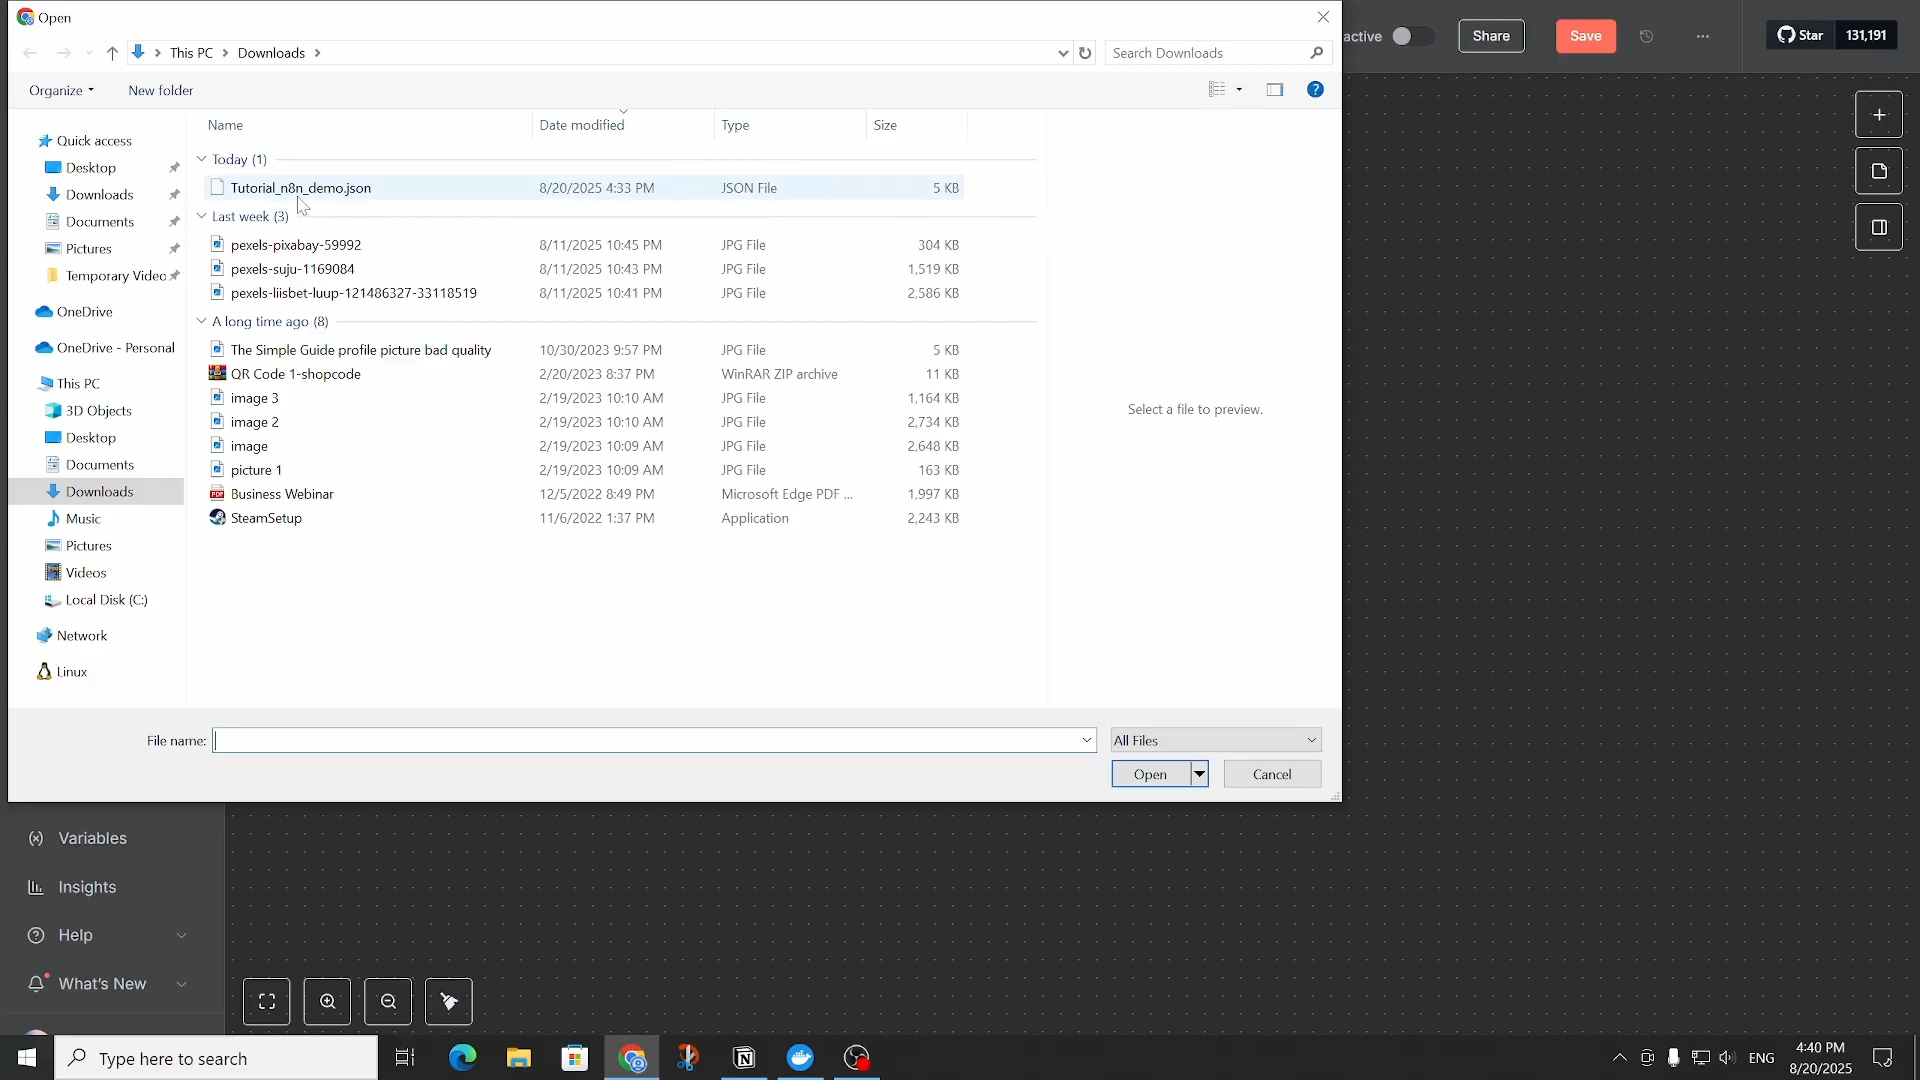 Open
active
Share
Save
Star 131,191
This PC
Downloads
Search Downloads
Organize
New folder
Quick access
Desktop
Downloads
Documents
Pictures
Temporary Video
OneDrive
OneDrive - Personal
This PC
3D Objects
Desktop
Documents
Downloads
Music
Pictures
Videos
Local Disk (C:)
Network
Linux
Name Date modified Type Size
Today (1)
Tutorial_n8n_demo.json 8/20/2025 4:33 PM JSON File 5 KB
Last week (3)
pexels-pixabay-59992 8/11/2025 10:45 PM JPG File 304 KB
pexels-suju-1169084 8/11/2025 10:43 PM JPG File 1,519 KB
pexels-liisbet-luup-121486327-33118519 8/11/2025 10:41 PM JPG File 2,586 KB
A long time ago (8)
The Simple Guide profile picture bad quality 10/30/2023 9:57 PM JPG File 5 KB
QR Code 1-shopcode 2/20/2023 8:37 PM WinRAR ZIP archive 11 KB
image 3 2/19/2023 10:10 AM JPG File 1,164 KB
image 2 2/19/2023 10:10 AM JPG File 2,734 KB
image 2/19/2023 10:09 AM JPG File 2,648 KB
picture 1 2/19/2023 10:09 AM JPG File 163 KB
Business Webinar 12/5/2022 8:49 PM Microsoft Edge PDF ... 1,997 KB
SteamSetup 11/6/2022 1:37 PM Application 2,243 KB
Select a file to preview.
File name:
All Files
Open
Cancel
Variables
Insights
Help
What's New
Type here to search
ENG
4:40 PM
8/20/2025